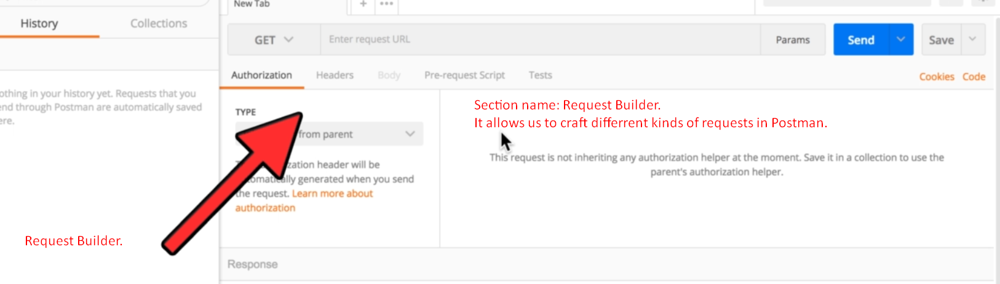 New Tab
History
Collections
GET
Enter request URL
Params
Send
Save
Authorization
Headers
Body
Pre-request Script
Tests
Cookies
Code
othing in your history yet. Requests that you
end through Postman are automatically saved
ere.
TYPE
from parent
zation header will be
omatically generated when you send
the request. Learn more about
authorization
Section name: Request Builder.
It allows us to craft differrent kinds of requests in Postman.
This request is not inheriting any authorization helper at the moment. Save it in a collection to use the
parent's authorization helper.
Request Builder.
Response